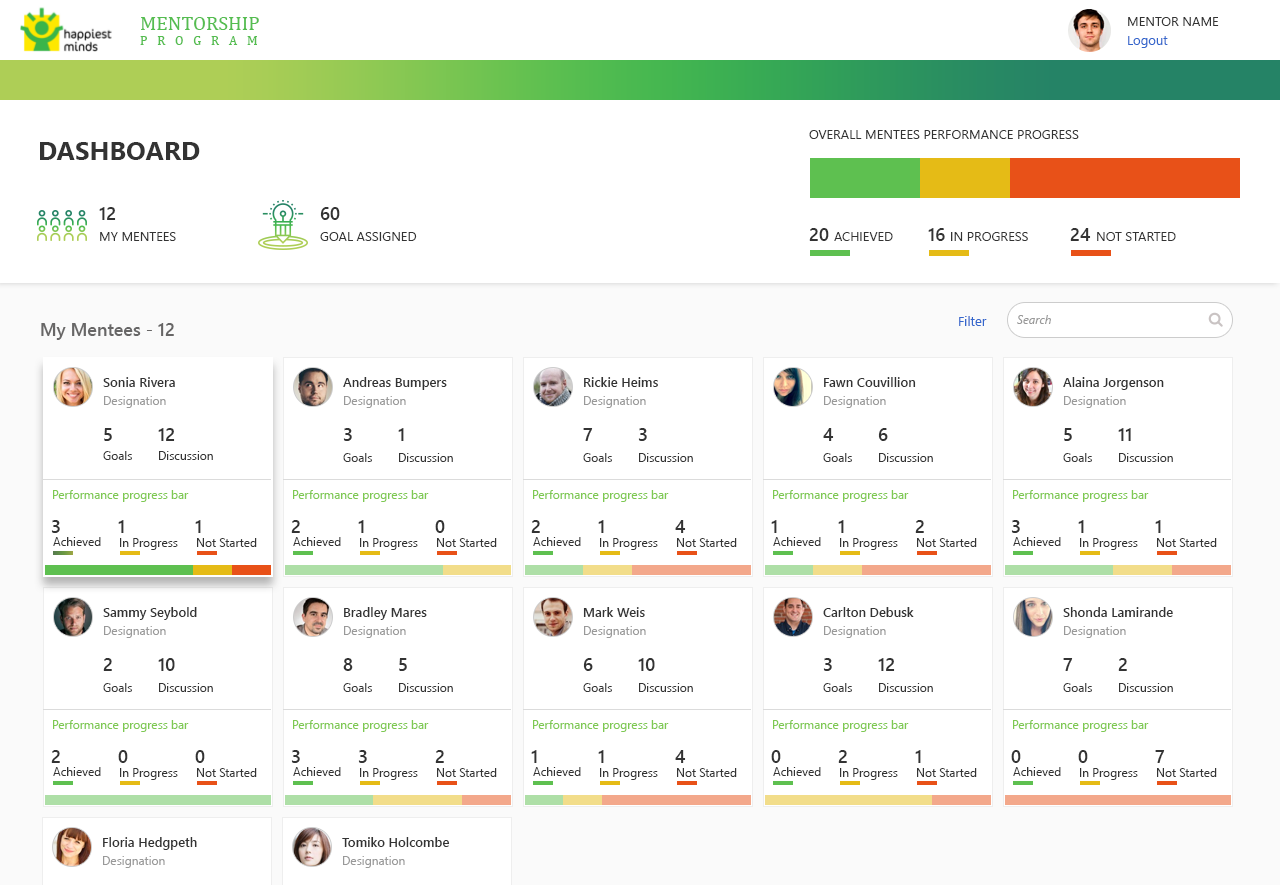 happiest
minds
MENTORSHIP
PROGRAM
MENTOR NAME
Logout
DASHBOARD
12
MY MENTEES
60
GOAL ASSIGNED
OVERALL MENTEES PERFORMANCE PROGRESS
20 ACHIEVED 16 IN PROGRESS 24 NOT STARTED
My Mentees - 12
Filter
Search
Sonia Rivera
Designation
5 12
Goals Discussion
Performance progress bar
3 1 1
Achieved In Progress Not Started
Andreas Bumpers
Designation
3 1
Goals Discussion
Performance progress bar
2 1 0
Achieved In Progress Not Started
Rickie Heims
Designation
7 3
Goals Discussion
Performance progress bar
2 1 4
Achieved In Progress Not Started
Fawn Couvillion
Designation
4 6
Goals Discussion
Performance progress bar
1 1 2
Achieved In Progress Not Started
Alaina Jorgenson
Designation
5 11
Goals Discussion
Performance progress bar
3 1 1
Achieved In Progress Not Started
Sammy Seybold
Designation
2 10
Goals Discussion
Performance progress bar
2 0 0
Achieved In Progress Not Started
Bradley Mares
Designation
8 5
Goals Discussion
Performance progress bar
3 3 2
Achieved In Progress Not Started
Mark Weis
Designation
6 10
Goals Discussion
Performance progress bar
1 1 4
Achieved In Progress Not Started
Carlton Debusk
Designation
3 12
Goals Discussion
Performance progress bar
0 2 1
Achieved In Progress Not Started
Shonda Lamirande
Designation
7 2
Goals Discussion
Performance progress bar
0 0 7
Achieved In Progress Not Started
Floria Hedgpeth
Designation
Tomiko Holcombe
Designation